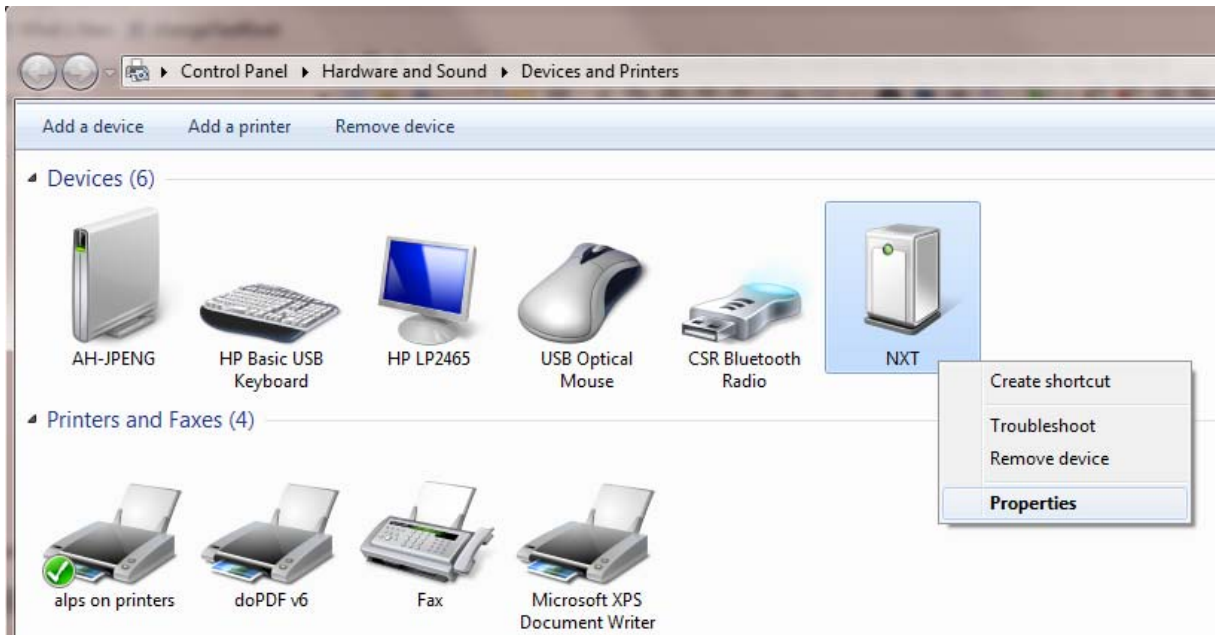 Control Panel ▸ Hardware and Sound ▸ Devices and Printers
Add a device Add a printer Remove device
Devices (6)
AH-JPENG
HP Basic USB
Keyboard
HP LP2465
USB Optical
Mouse
CSR Bluetooth
Radio
NXT
Create shortcut
Troubleshoot
Remove device
Properties
Printers and Faxes (4)
alps on printers
doPDF v6
Fax
Microsoft XPS
Document Writer